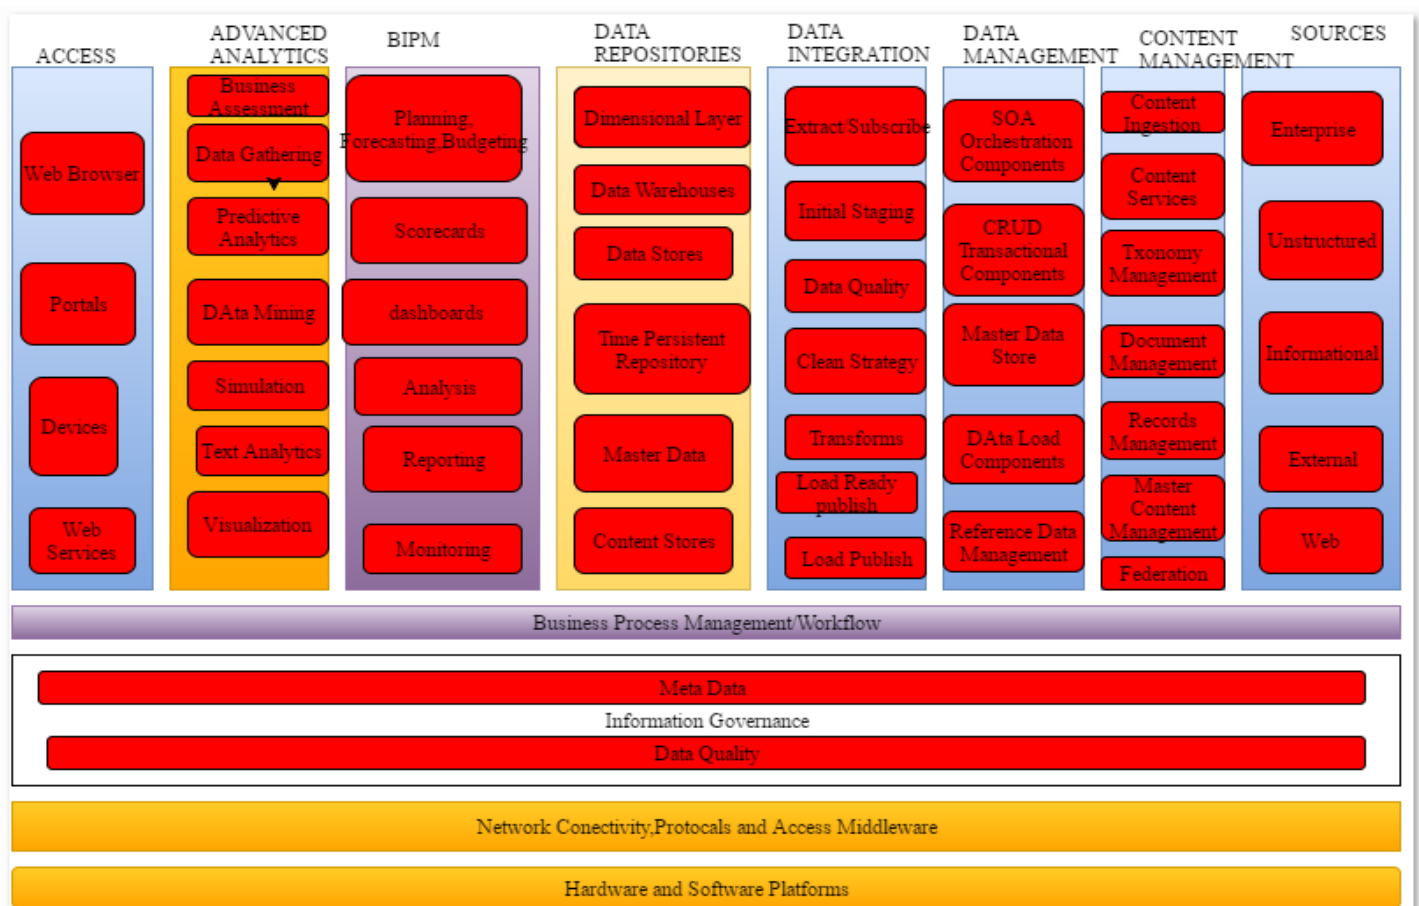 ACCESS
Web Browser
Portals
Devices
Web
Services
ADVANCED
ANALYTICS
Business
Assessment
Data Gathering
Predictive
Analytics
DAta Mining
Simulation
Text Analytics
Visualization
BIPM
Planning,
Forecasting,Budgeting
Scorecards
dashboards
Analysis
Reporting
Monitoring
DATA
REPOSITORIES
Dimensional Layer
Data Warehouses
Data Stores
Time Persistent
Repository
Master Data
Content Stores
DATA
INTEGRATION
Extract/Subscribe
Initial Staging
Data Quality
Clean Strategy
Transforms
Load Ready
publish
Load Publish
DATA
MANAGEMENT
SOA
Orchestration
Components
CRUD
Transactional
Components
Master Data
Store
DAta Load
Components
Reference Data
Management
CONTENT
MANAGEMENT
Content
Ingestion
Content
Services
Txonomy
Management
Document
Management
Records
Management
Master
Content
Management
Federation
SOURCES
Enterprise
Unstructured
Informational
External
Web
Business Process Management/Workflow
Meta Data
Information Governance
Data Quality
Network Conectivity,Protocals and Access Middleware
Hardware and Software Platforms